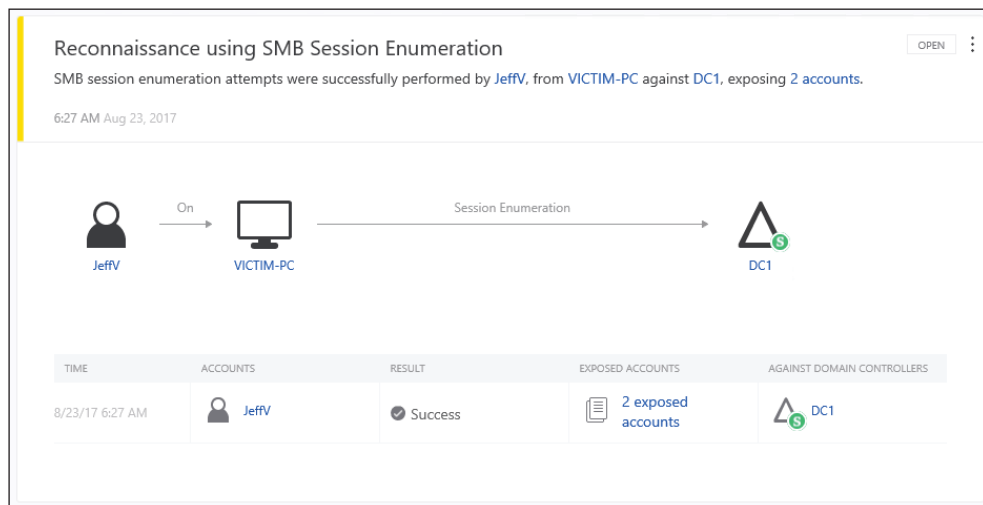 Reconnaissance using SMB Session Enumeration
OPEN
SMB session enumeration attempts were successfully performed by JeffV, from VICTIM-PC against DC1, exposing 2 accounts.
6:27 AM Aug 23, 2017
On
Session Enumeration
S
JeffV
VICTIM-PC
DC1
TIME ACCOUNTS RESULT EXPOSED ACCOUNTS AGAINST DOMAIN CONTROLLERS
8/23/17 6:27 AM JeffV Success 2 exposed accounts S DC1